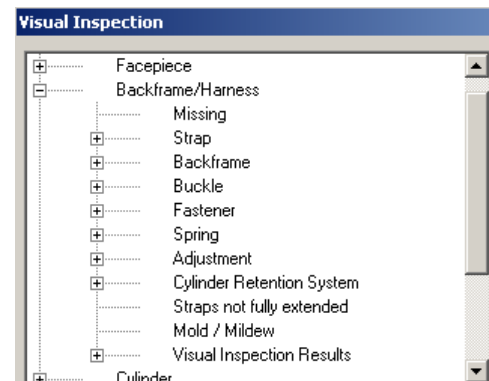 Visual Inspection
Facepiece
Backframe/Harness
Missing
Strap
Backframe
Buckle
Fastener
Spring
Adjustment
Cylinder Retention System
Straps not fully extended
Mold / Mildew
Visual Inspection Results
Cylinder